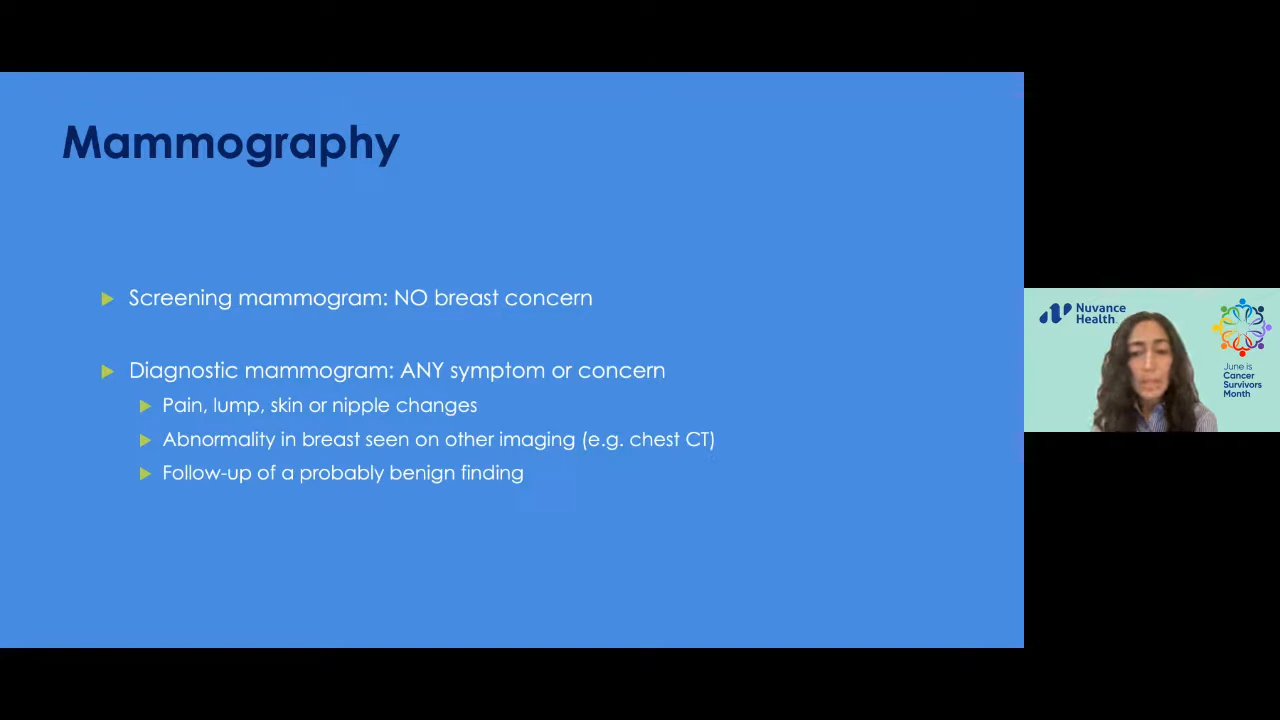 Mammography
Screening mammogram: NO breast concern
Diagnostic mammogram: ANY symptom or concern
Pain, lump, skin or nipple changes
Abnormality in breast seen on other imaging (e.g. chest CT)
Follow-up of a probably benign finding
Nuvance
Health
June is
Cancer
Survivors
Month